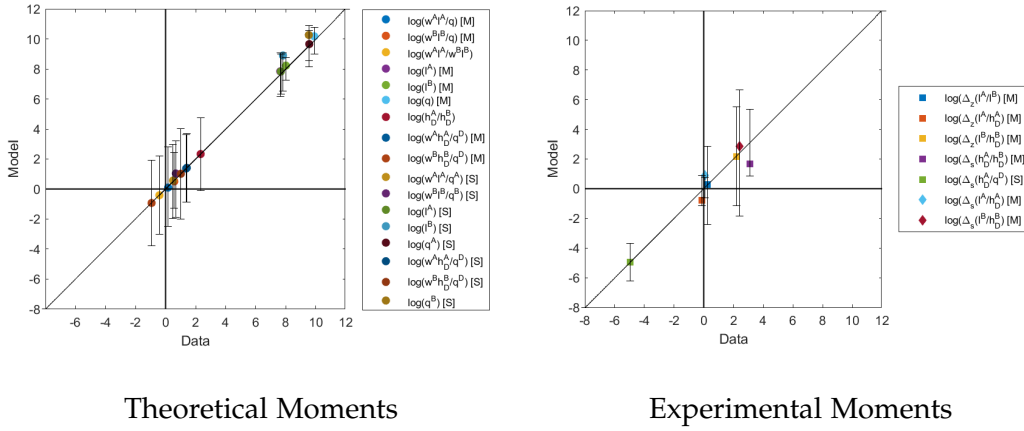 12
10
8
6
4
2
0
-2
-4
-6
-8
Model
-8 -6 -4 -2 0 2 4 6 8 10 12
Data
log(w^A l^A/q) [M]
log(w^B l^B/q) [M]
log(w^A l^A/w^B l^B)
log(l^A) [M]
log(l^B) [M]
log(q) [M]
log(h_D^A/h_D^B)
log(w^A h_D^A/q^D) [M]
log(w^B h_D^B/q^D) [M]
log(w^A l^A/q^A) [S]
log(w^B l^B/q^B) [S]
log(l^A) [S]
log(l^B) [S]
log(q^A) [S]
log(w^A h_D^A/q^D) [S]
log(w^B h_D^B/q^D) [S]
log(q^B) [S]
12
10
8
6
4
2
0
-2
-4
-6
-8
Model
-8 -6 -4 -2 0 2 4 6 8 10 12
Data
log(Δ_z(l^A/l^B) [M]
log(Δ_z(l^A/h_D^A) [M]
log(Δ_z(l^B/h_D^B) [M]
log(Δ_s(h_D^A/h_D^B) [M]
log(Δ_s(h_D^A/q^D) [S]
log(Δ_s(l^A/h_D^A) [M]
log(Δ_s(l^B/h_D^B) [M]
Theoretical Moments
Experimental Moments